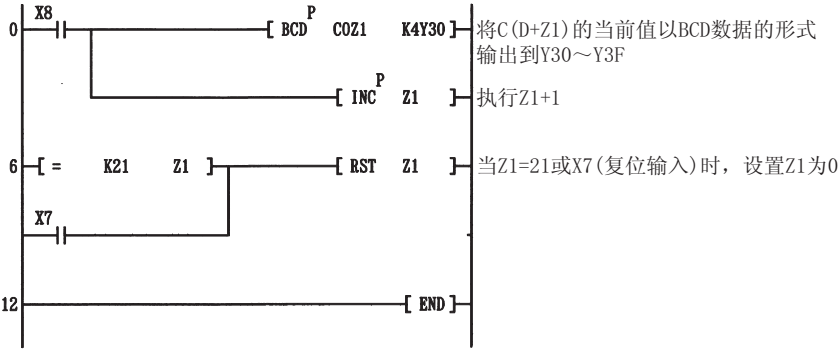 X8
P
0 BCD C0Z1 K4Y30 将C(D+Z1)的当前值以BCD数据的形式
输出到Y30～Y3F
P
INC Z1 执行Z1+1
6 = K21 Z1 RST Z1 当Z1=21或X7(复位输入)时，设置Z1为0
X7
12 END